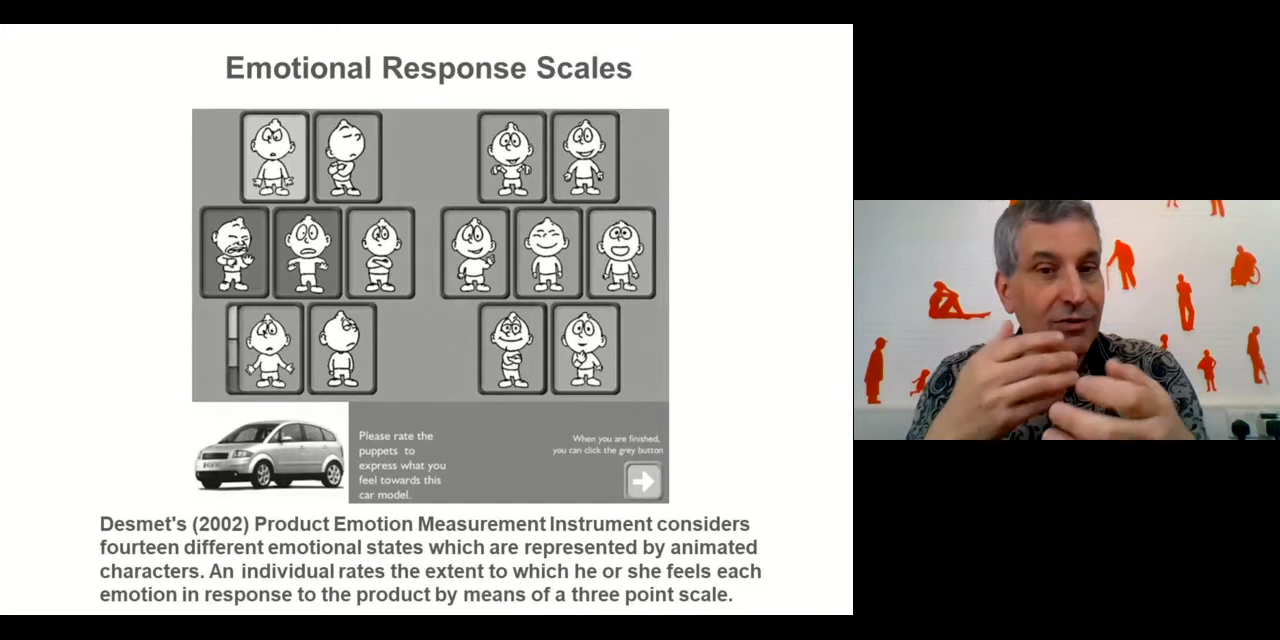 Emotional Response Scales
Please rate the
puppets to
express what you
feel towards this
car model.
When you are finished,
you can click the grey button
Desmet's (2002) Product Emotion Measurement Instrument considers
fourteen different emotional states which are represented by animated
characters. An individual rates the extent to which he or she feels each
emotion in response to the product by means of a three point scale.